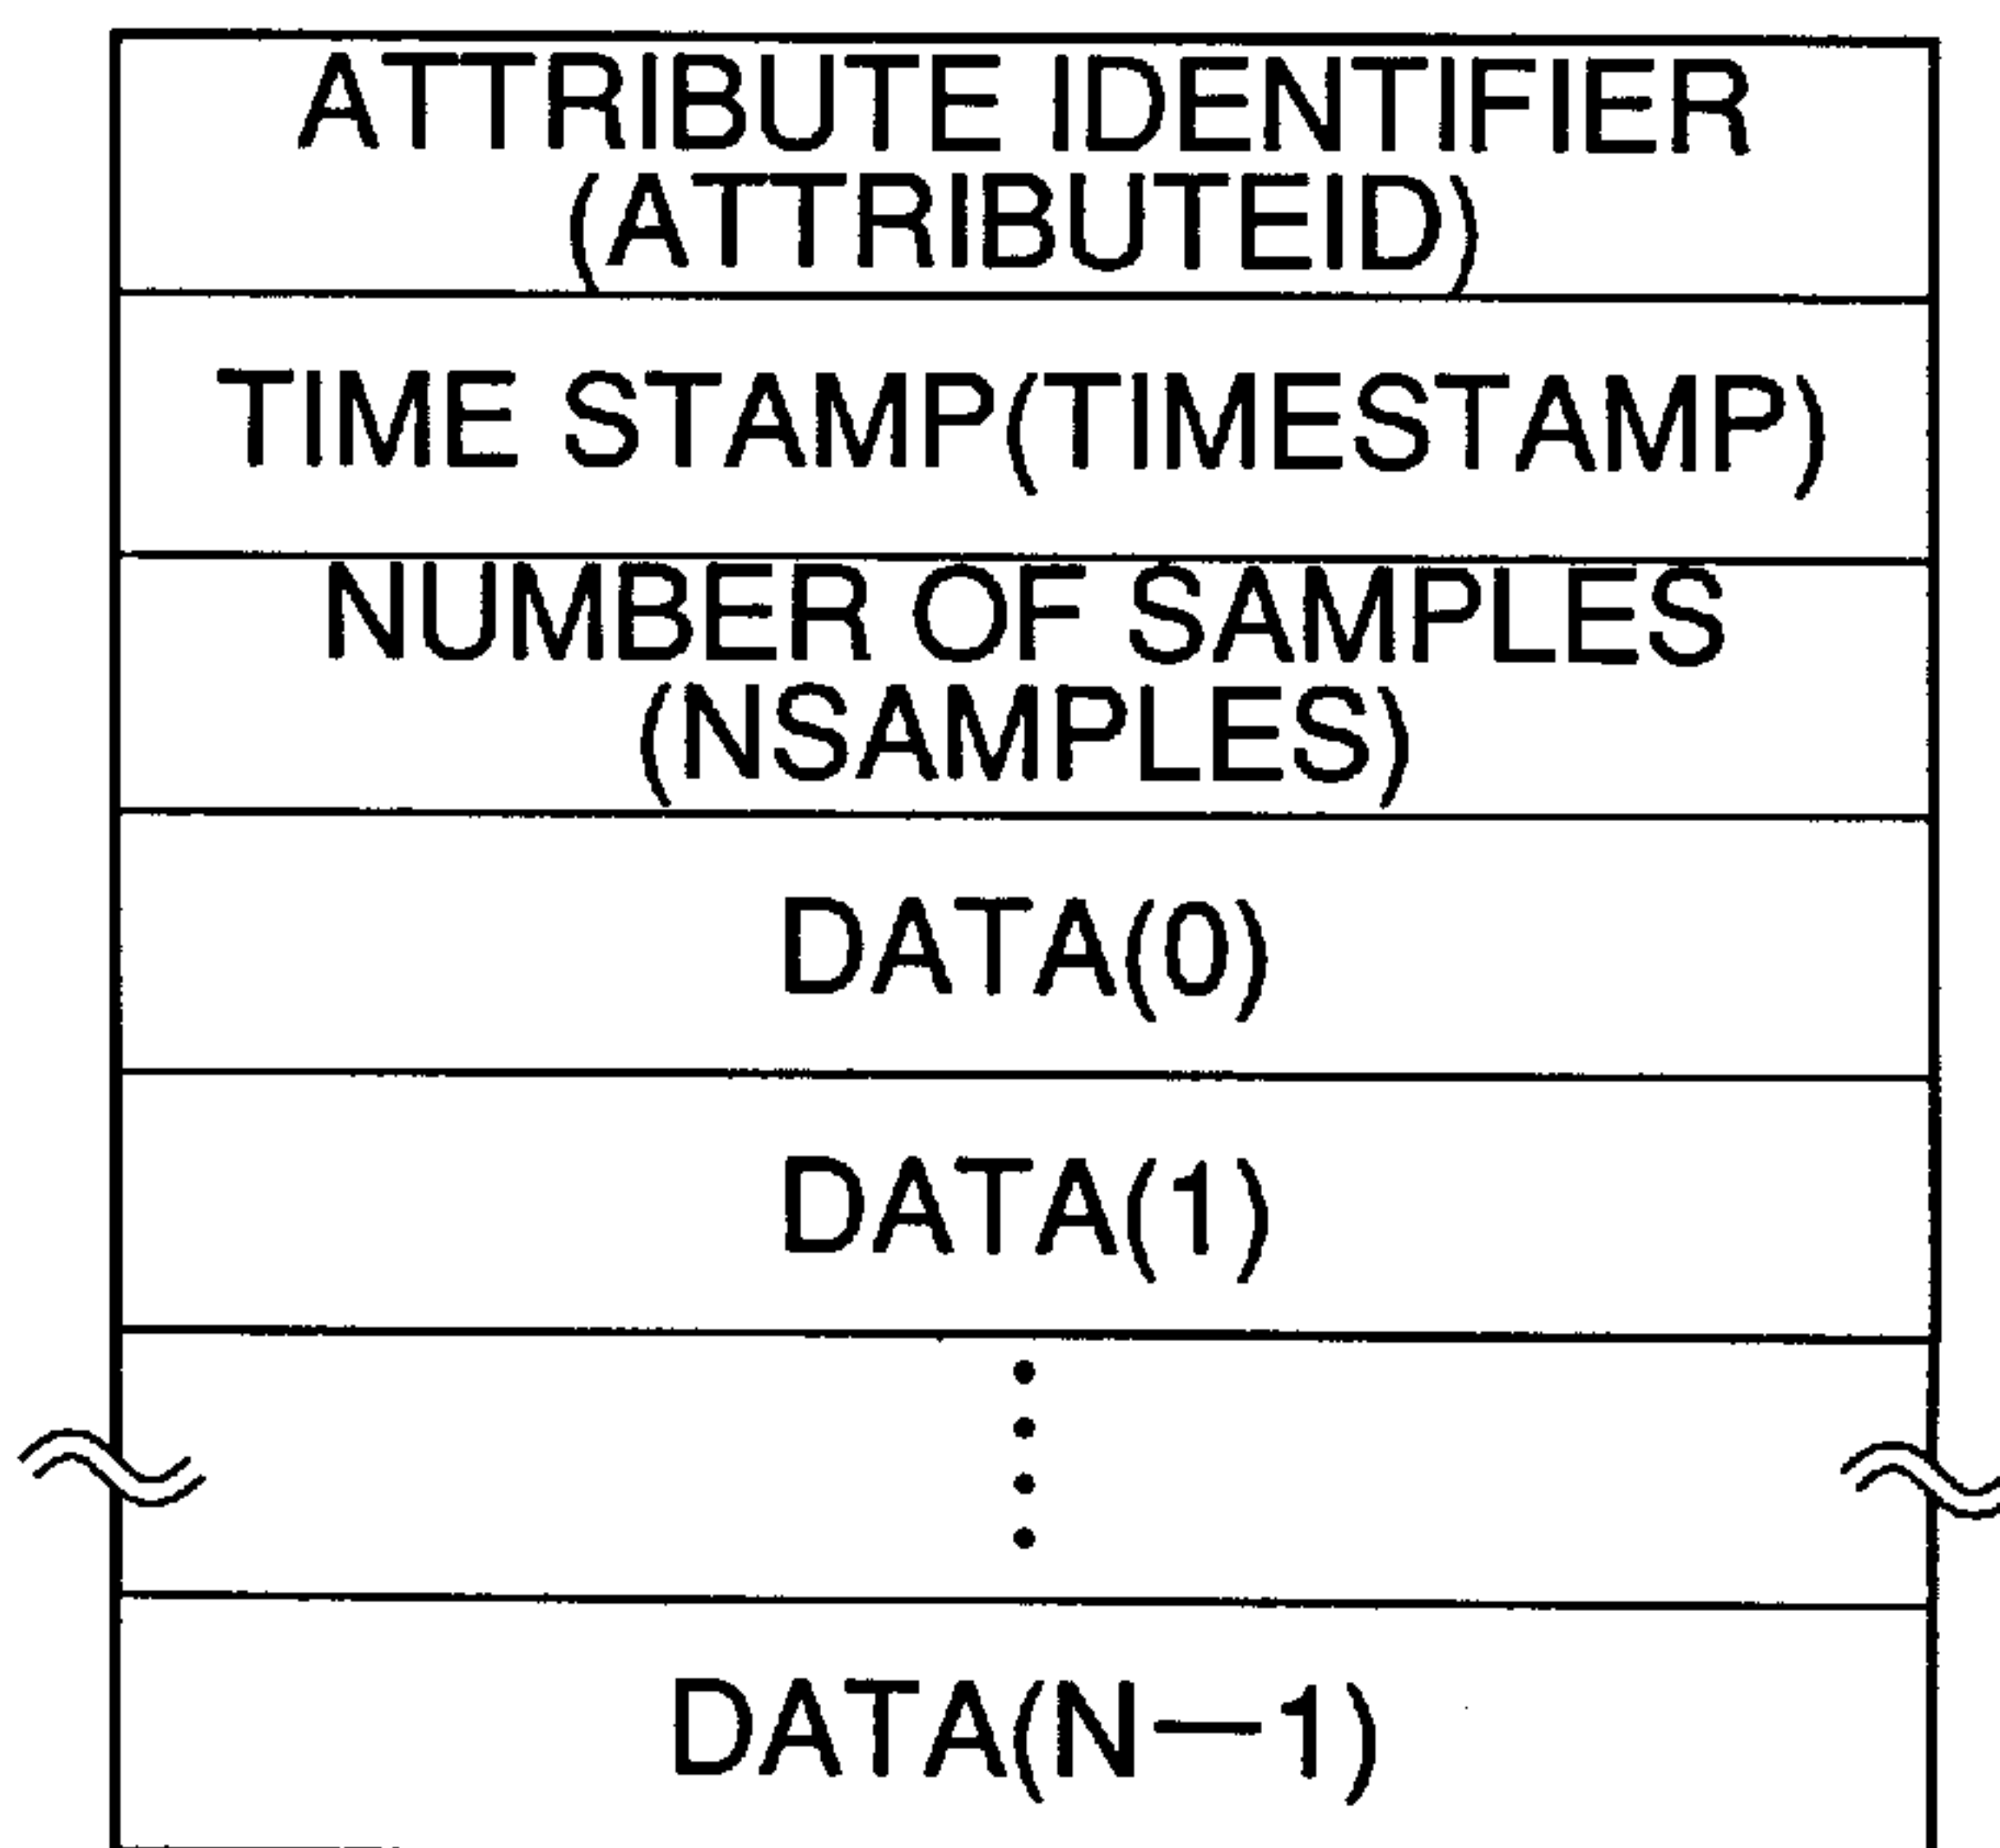 ATTRIBUTE IDENTIFIER
(ATTRIBUTEID)
TIME STAMP(TIMESTAMP)
NUMBER OF SAMPLES
(NSAMPLES)
DATA(0)
DATA(1)
DATA(N—1)